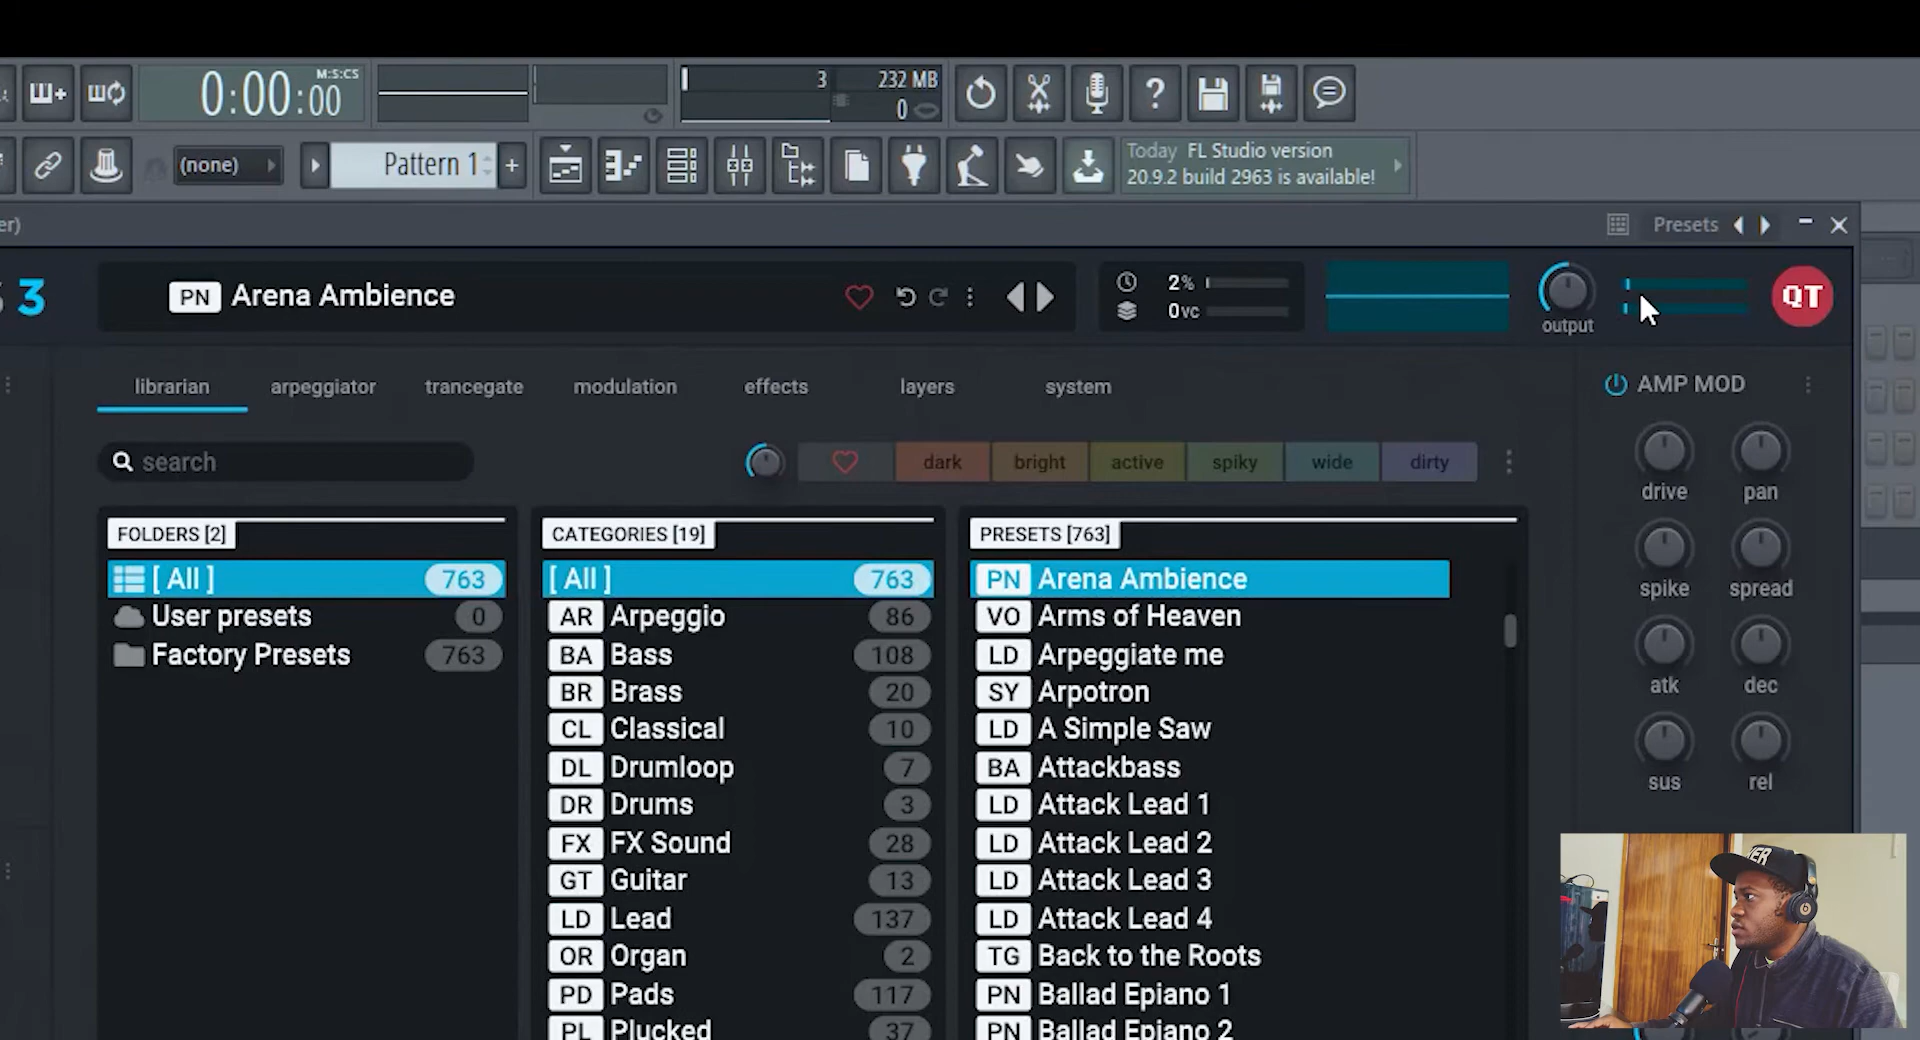 0:00:00
M:S:CS
3
232 MB
0
?
(none)
Pattern 1
+
Today FL Studio version
20.9.2 build 2963 is available!
er)
Presets
3
PN Arena Ambience
2%
0vc
output
QT
librarian
arpeggiator
trancegate
modulation
effects
layers
system
AMP MOD
search
dark
bright
active
spiky
wide
dirty
drive
pan
spike
spread
atk
dec
sus
rel
FOLDERS [2]
[ All ] 763
User presets 0
Factory Presets 763
CATEGORIES [19]
[ All ] 763
AR Arpeggio 86
BA Bass 108
BR Brass 20
CL Classical 10
DL Drumloop 7
DR Drums 3
FX FX Sound 28
GT Guitar 13
LD Lead 137
OR Organ 2
PD Pads 117
PL Plucked 37
PRESETS [763]
PN Arena Ambience
VO Arms of Heaven
LD Arpeggiate me
SY Arpotron
LD A Simple Saw
BA Attackbass
LD Attack Lead 1
LD Attack Lead 2
LD Attack Lead 3
LD Attack Lead 4
TG Back to the Roots
PN Ballad Epiano 1
PN Ballad Epiano 2